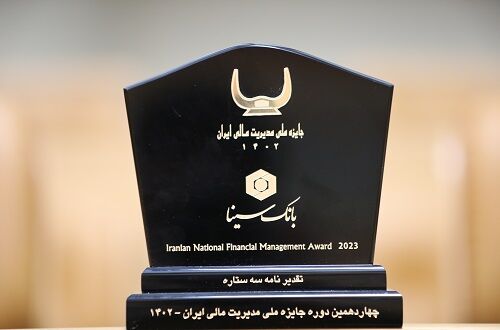 جایزه ملی مدیریت مالی ایران
۱۴۰۲
بانک سینا
Iranian National Financial Management Award 2023
تقدیر نامه سه ستاره
چهاردهمین دوره جایزه ملی مدیریت مالی ایران - ۱۴۰۲